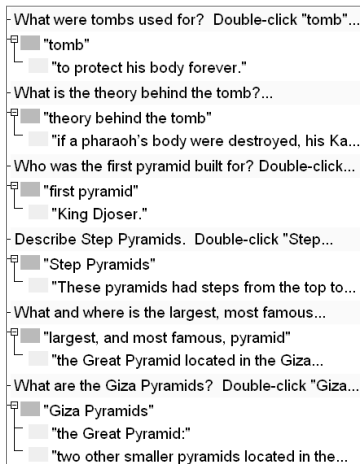 - What were tombs used for?  Double-click "tomb"...
"tomb"
"to protect his body forever."
- What is the theory behind the tomb?...
"theory behind the tomb"
"if a pharaoh's body were destroyed, his Ka...
- Who was the first pyramid built for? Double-click...
"first pyramid"
"King Djoser."
- Describe Step Pyramids.  Double-click "Step...
"Step Pyramids"
"These pyramids had steps from the top to...
- What and where is the largest, most famous...
"largest, and most famous, pyramid"
"the Great Pyramid located in the Giza...
- What are the Giza Pyramids?  Double-click "Giza...
"Giza Pyramids"
"the Great Pyramid:"
"two other smaller pyramids located in the...